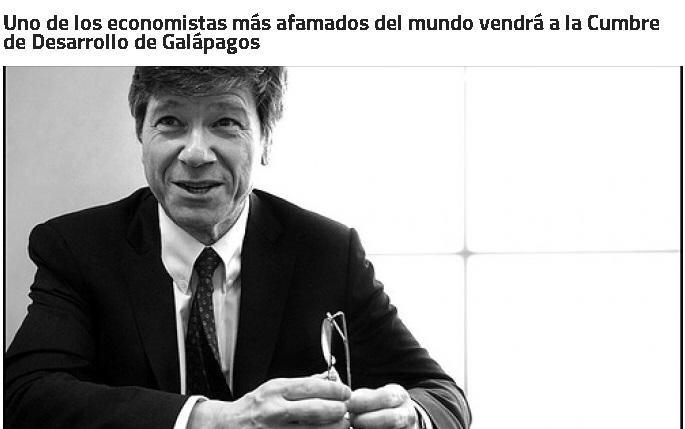 Uno de los economistas más afamados del mundo vendrá a la Cumbre
de Desarrollo de Galápagos